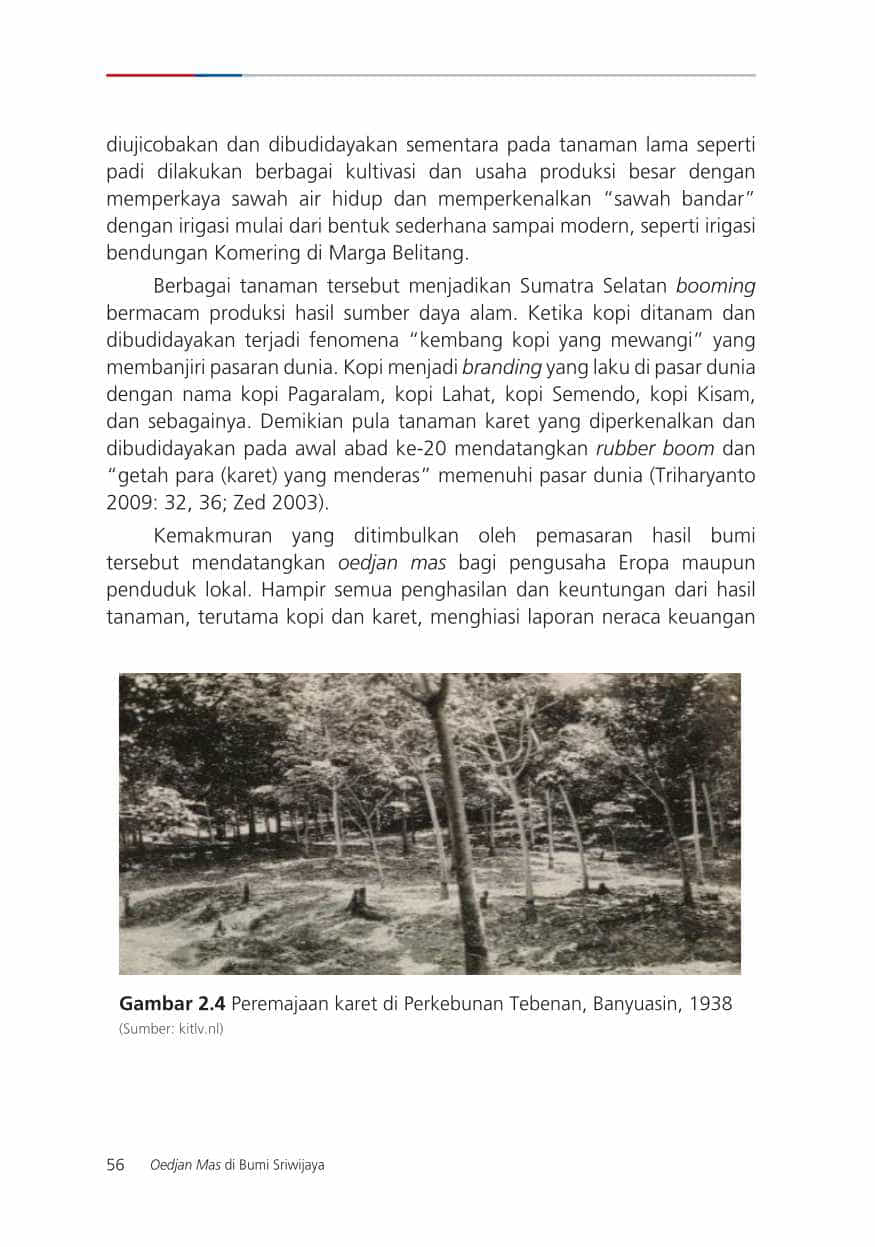 diujicobakan dan dibudidayakan sementara pada tanaman lama seperti
padi dilakukan berbagai kultivasi dan usaha produksi besar dengan
memperkaya sawah air hidup dan memperkenalkan “sawah bandar”
dengan irigasi mulai dari bentuk sederhana sampai modern, seperti irigasi
bendungan Komering di Marga Belitang.
Berbagai tanaman tersebut menjadikan Sumatra Selatan booming
bermacam produksi hasil sumber daya alam. Ketika kopi ditanam dan
dibudidayakan terjadi fenomena “kembang kopi yang mewangi” yang
membanjiri pasaran dunia. Kopi menjadi branding yang laku di pasar dunia
dengan nama kopi Pagaralam, kopi Lahat, kopi Semendo, kopi Kisam,
dan sebagainya. Demikian pula tanaman karet yang diperkenalkan dan
dibudidayakan pada awal abad ke-20 mendatangkan rubber boom dan
“getah para (karet) yang menderas” memenuhi pasar dunia (Triharyanto
2009: 32, 36; Zed 2003).
Kemakmuran yang ditimbulkan oleh pemasaran hasil bumi
tersebut mendatangkan oedjan mas bagi pengusaha Eropa maupun
penduduk lokal. Hampir semua penghasilan dan keuntungan dari hasil
tanaman, terutama kopi dan karet, menghiasi laporan neraca keuangan
Gambar 2.4 Peremajaan karet di Perkebunan Tebenan, Banyuasin, 1938
(Sumber: kitlv.nl)
56 Oedjan Mas di Bumi Sriwijaya